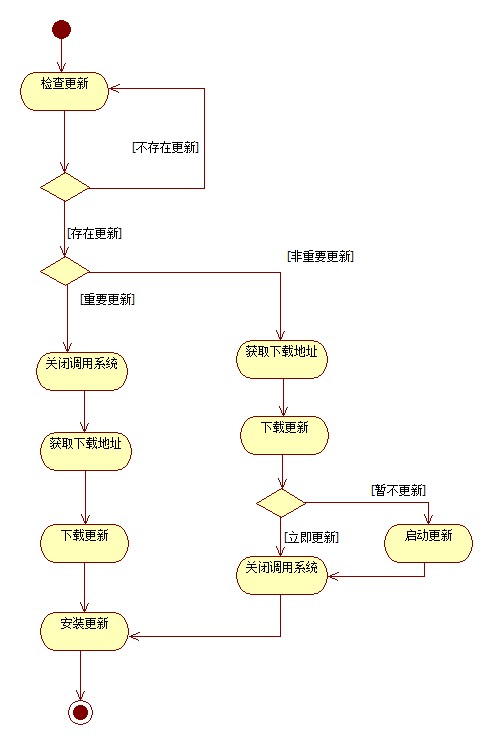 检查更新
[不存在更新]
[存在更新]
[非重要更新]
[重要更新]
获取下载地址
关闭调用系统
下载更新
获取下载地址
[暂不更新]
[立即更新]
下载更新
启动更新
关闭调用系统
安装更新